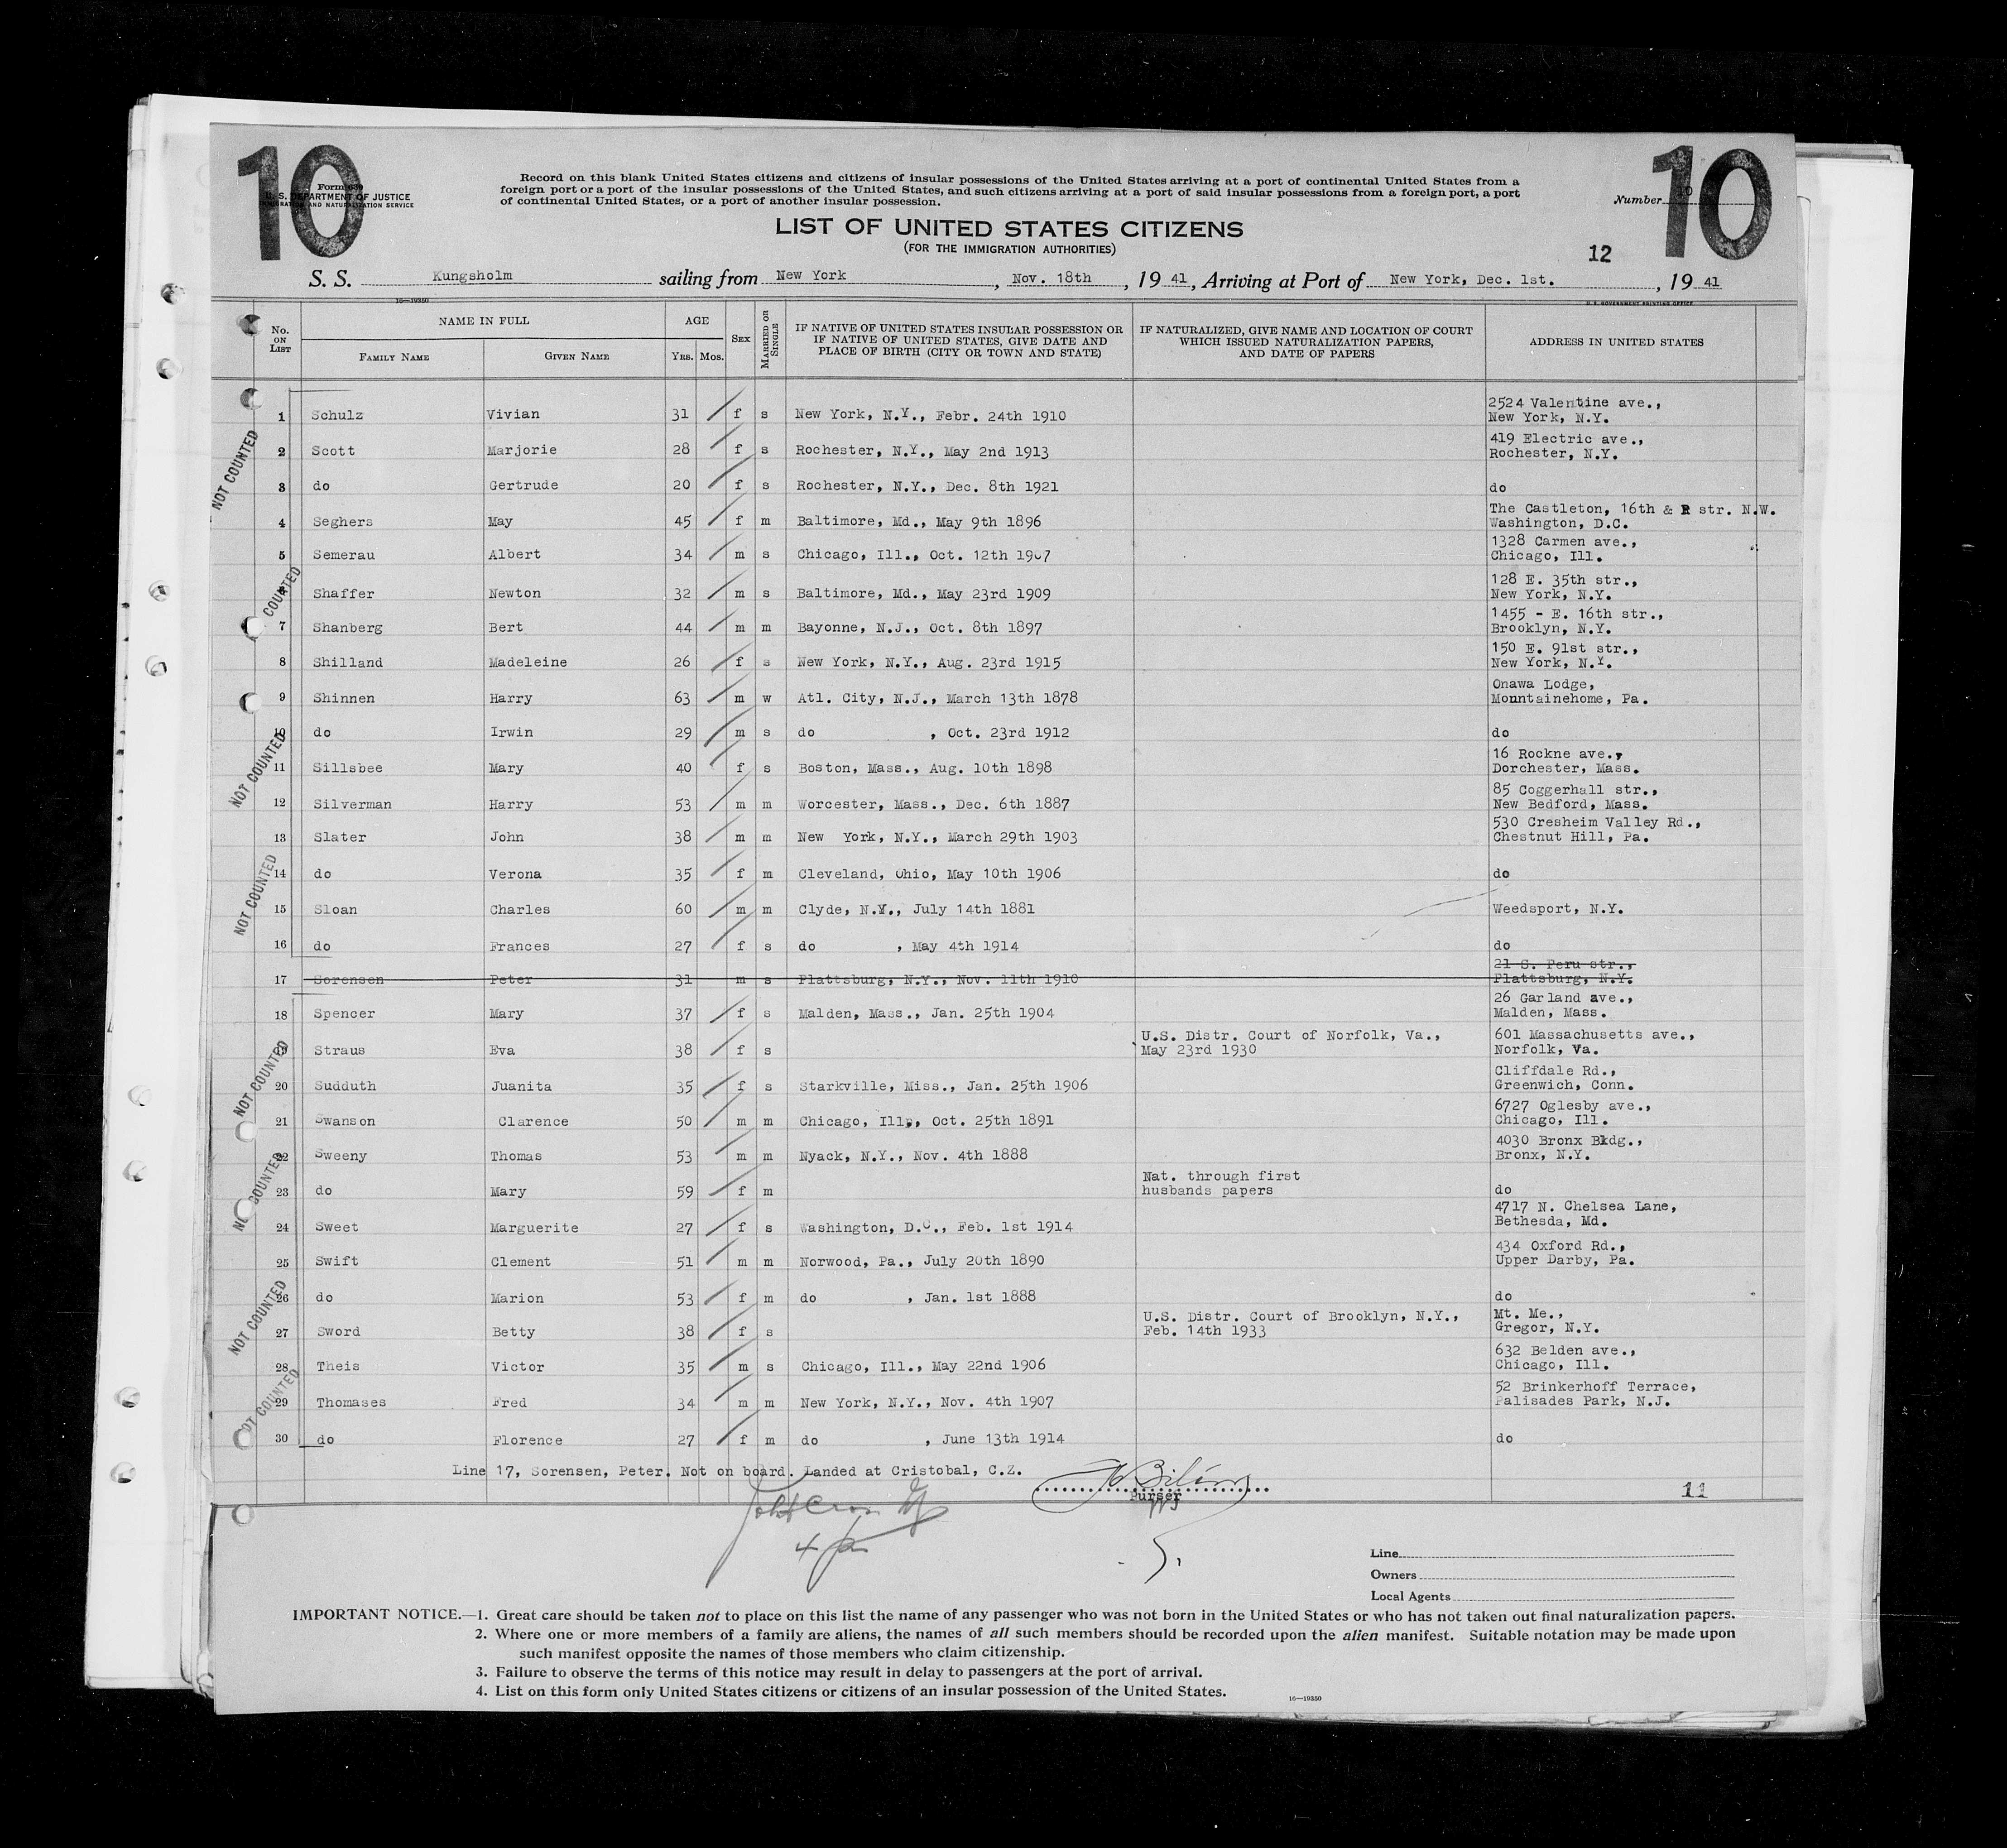 10
10
Form 630
U. S. DEPARTMENT OF JUSTICE
IMMIGRATION AND NATURALIZATION SERVICE
Record on this blank United States citizens and citizens of insular possessions of the United States arriving at a port of continental United States from a
foreign port or a port of the insular possessions of the United States, and such citizens arriving at a port of said insular possessions from a foreign port, a port
of continental United States, or a port of another insular possession.
Number 10
LIST OF UNITED STATES CITIZENS
(FOR THE IMMIGRATION AUTHORITIES)
12
S. S. Kungsholm sailing from New York, Nov. 18th, 19 41, Arriving at Port of New York, Dec. 1st., 19 41
16—19350
U. S. GOVERNMENT PRINTING OFFICE
No. ON LIST NAME IN FULL FAMILY NAME GIVEN NAME AGE YRS. MOS. SEX MARRIED OR SINGLE IF NATIVE OF UNITED STATES INSULAR POSSESSION OR IF NATIVE OF UNITED STATES, GIVE DATE AND PLACE OF BIRTH (CITY OR TOWN AND STATE) IF NATURALIZED, GIVE NAME AND LOCATION OF COURT WHICH ISSUED NATURALIZATION PAPERS, AND DATE OF PAPERS ADDRESS IN UNITED STATES
1 Schulz Vivian 31 f s New York, N.Y., Febr. 24th 1910 2524 Valentine ave., New York, N.Y.
2 Scott Marjorie 28 f s Rochester, N.Y., May 2nd 1913 419 Electric ave., Rochester, N.Y.
3 do Gertrude 20 f s Rochester, N.Y., Dec. 8th 1921 do
4 Seghers May 45 f m Baltimore, Md., May 9th 1896 The Castleton, 16th & R str. N.W. Washington, D.C.
5 Semerau Albert 34 m s Chicago, Ill., Oct. 12th 1907 1328 Carmen ave., Chicago, Ill.
Shaffer Newton 32 m s Baltimore, Md., May 23rd 1909 128 E. 35th str., New York, N.Y.
7 Shanberg Bert 44 m m Bayonne, N.J., Oct. 8th 1897 1455 - E. 16th str., Brooklyn, N.Y.
8 Shilland Madeleine 26 f s New York, N.Y., Aug. 23rd 1915 150 E. 91st str., New York, N.Y.
9 Shinnen Harry 63 m w Atl. City, N.J., March 13th 1878 Onawa Lodge, Mountainehome, Pa.
10 do Irwin 29 m s do , Oct. 23rd 1912 do
11 Sillsbee Mary 40 f s Boston, Mass., Aug. 10th 1898 16 Rockne ave., Dorchester, Mass.
12 Silverman Harry 53 m m Worcester, Mass., Dec. 6th 1887 85 Coggerhall str., New Bedford, Mass.
13 Slater John 38 m m New York, N.Y., March 29th 1903 530 Cresheim Valley Rd., Chestnut Hill, Pa.
14 do Verona 35 f m Cleveland, Ohio, May 10th 1906 do
15 Sloan Charles 60 m m Clyde, N.Y., July 14th 1881 Weedsport, N.Y.
16 do Frances 27 f s do , May 4th 1914 do
17 Sorensen Peter 31 m s Plattsburg, N.Y., Nov. 11th 1910 21 S. Peru str., Plattsburg, N.Y.
18 Spencer Mary 37 f s Malden, Mass., Jan. 25th 1904 26 Garland ave., Malden, Mass.
19 Straus Eva 38 f s U.S. Distr. Court of Norfolk, Va., May 23rd 1930 601 Massachusetts ave., Norfolk, Va.
20 Sudduth Juanita 35 f s Starkville, Miss., Jan. 25th 1906 Cliffdale Rd., Greenwich, Conn.
21 Swanson Clarence 50 m m Chicago, Ill., Oct. 25th 1891 6727 Oglesby ave., Chicago, Ill.
22 Sweeny Thomas 53 m m Nyack, N.Y., Nov. 4th 1888 4030 Bronx Bldg., Bronx, N.Y.
23 do Mary 59 f m Nat. through first husbands papers do
24 Sweet Marguerite 27 f s Washington, D.C., Feb. 1st 1914 4717 N. Chelsea Lane, Bethesda, Md.
25 Swift Clement 51 m m Norwood, Pa., July 20th 1890 434 Oxford Rd., Upper Darby, Pa.
26 do Marion 53 f m do , Jan. 1st 1888 do
27 Sword Betty 38 f s U.S. Distr. Court of Brooklyn, N.Y., Feb. 14th 1933 Mt. Me., Gregor, N.Y.
28 Theis Victor 35 m s Chicago, Ill., May 22nd 1906 632 Belden ave., Chicago, Ill.
29 Thomases Fred 34 m m New York, N.Y., Nov. 4th 1907 52 Brinkerhoff Terrace, Palisades Park, N.J.
30 do Florence 27 f m do , June 13th 1914 do
NOT COUNTED
COUNTED
NOT COUNTED
NOT COUNTED
NOT COUNTED
COUNTED
NOT COUNTED
NOT COUNTED
Line 17, Sorensen, Peter. Not on board. Landed at Cristobal, C.Z.
Purser
11
Line
Owners
Local Agents
IMPORTANT NOTICE.—1. Great care should be taken not to place on this list the name of any passenger who was not born in the United States or who has not taken out final naturalization papers.
2. Where one or more members of a family are aliens, the names of all such members should be recorded upon the alien manifest. Suitable notation may be made upon
such manifest opposite the names of those members who claim citizenship.
3. Failure to observe the terms of this notice may result in delay to passengers at the port of arrival.
4. List on this form only United States citizens or citizens of an insular possession of the United States.
16—19350